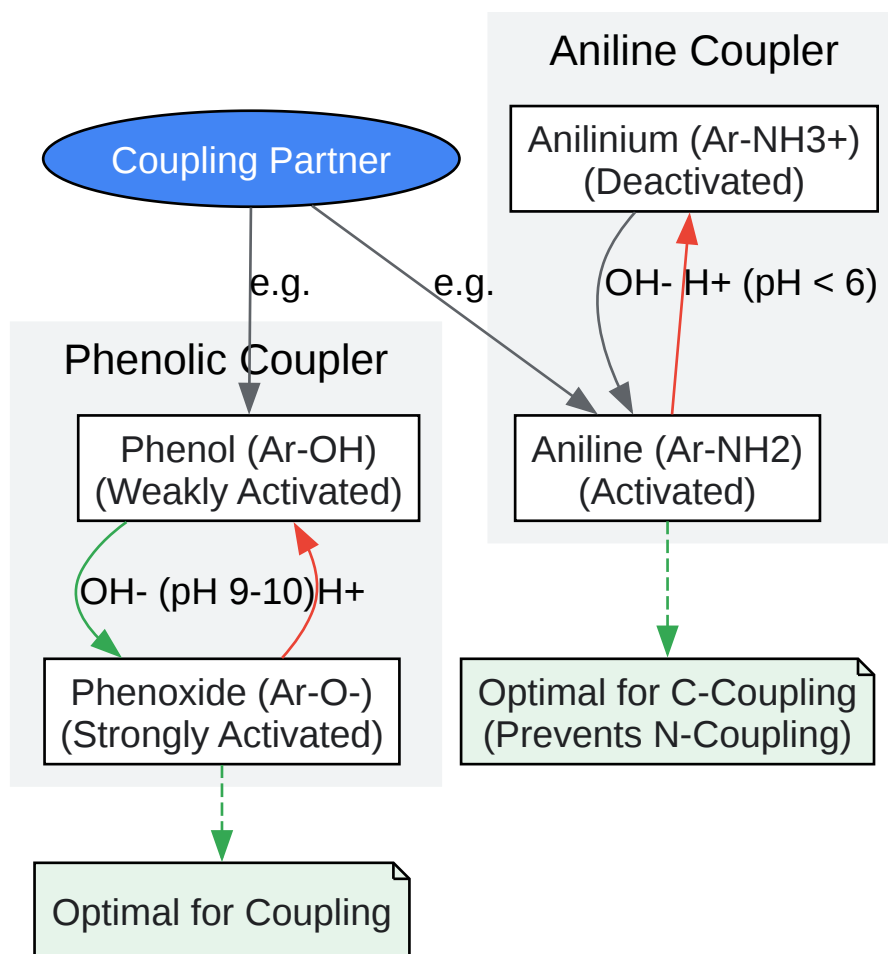 Aniline Coupler
Anilinium (Ar-NH3+)
(Deactivated)
Coupling Partner
e.g.
e.g.
OH-
H+ (pH < 6)
Phenolic Coupler
Phenol (Ar-OH)
(Weakly Activated)
Aniline (Ar-NH2)
(Activated)
OH- (pH 9-10)
H+
Phenoxide (Ar-O-)
(Strongly Activated)
Optimal for C-Coupling
(Prevents N-Coupling)
Optimal for Coupling